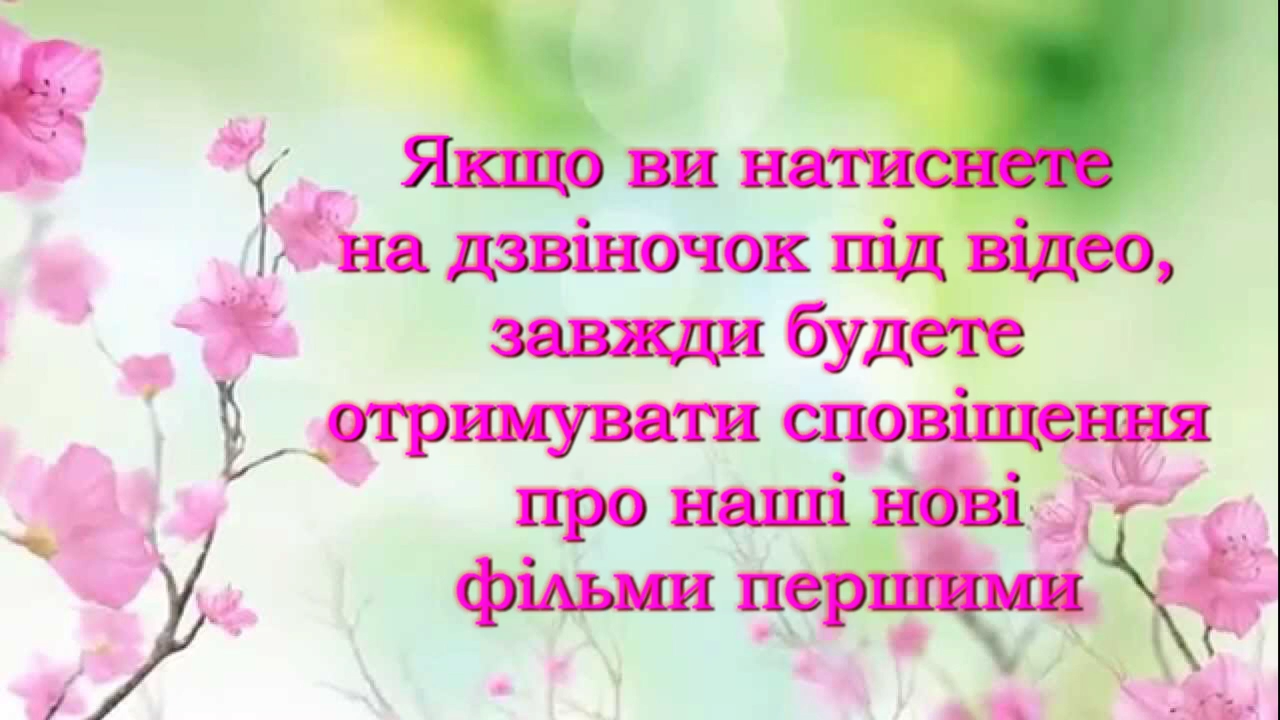 Якщо ви натиснете
на дзвіночок під відео,
завжди будете
отримувати сповіщення
про наші нові
фільми першими